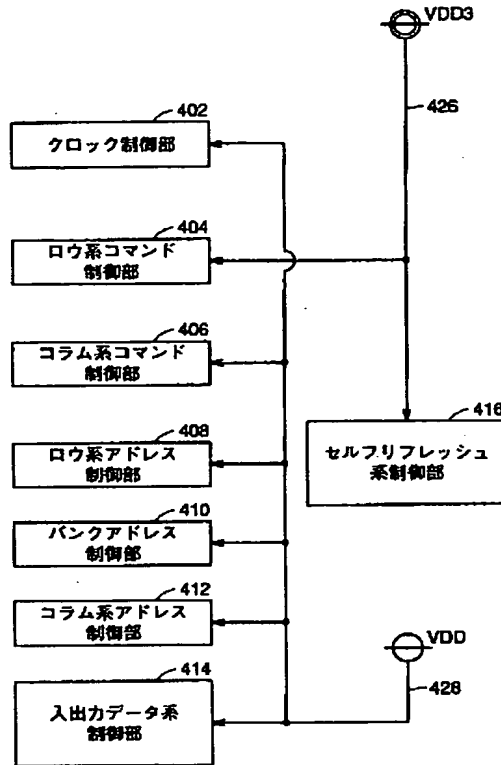 VDD3
426
402
クロック制御部
404
ロウ系コマンド
制御部
406
コラム系コマンド
制御部
408
ロウ系アドレス
制御部
410
バンクアドレス
制御部
412
コラム系アドレス
制御部
414
入出力データ系
制御部
416
セルフリフレッシュ
系制御部
VDD
428